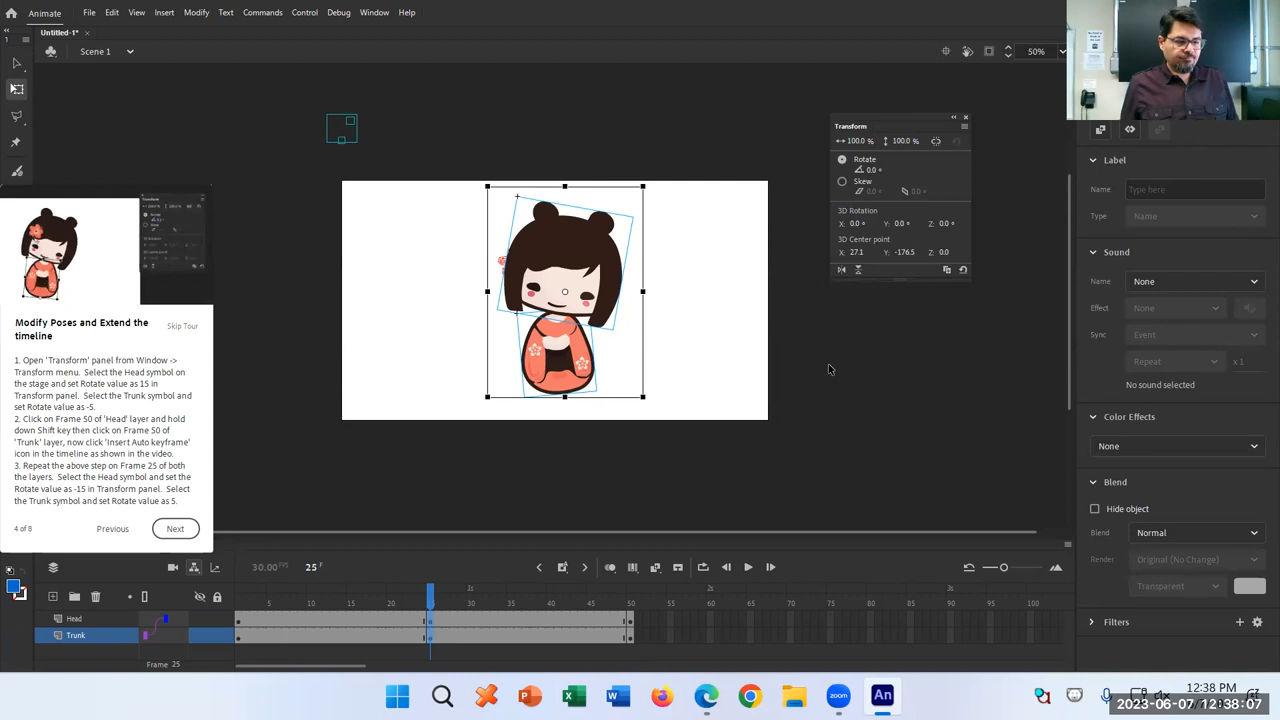 Animate File Edit View Insert Modify Text Commands Control Debug Window Help
Untitled-1*
Scene 1
50%
Transform
100.0 % 100.0 %
Rotate
0.0 °
Skew
0.0 ° 0.0 °
3D Rotation
X: 0.0 ° Y: 0.0 ° Z: 0.0 °
3D Center point
X: 27.1 Y: -176.5 Z: 0.0
Label
Name Type here
Type Name
Sound
Name None
Effect None
Sync Event
Repeat x 1
No sound selected
Color Effects
None
Blend
Hide object
Blend Normal
Render Original (No Change)
Transparent
Filters
Modify Poses and Extend the
timeline
Skip Tour
1. Open 'Transform' panel from Window ->
Transform menu. Select the Head symbol on
the stage and set Rotate value as 15 in
Transform panel. Select the Trunk symbol and
set Rotate value as -5.
2. Click on Frame 50 of 'Head' layer and hold
down Shift key then click on Frame 50 of
'Trunk' layer, now click 'Insert Auto keyframe'
icon in the timeline as shown in the video.
3. Repeat the above step on Frame 25 of both
the layers. Select the Head symbol and set the
Rotate value as -15 in Transform panel. Select
the Trunk symbol and set Rotate value as 5.
4 of 8 Previous Next
30.00 FPS 25 F
1s 2s 3s
5 10 15 20 25 30 35 40 45 50 55 60 65 70 75 80 85 90 95 100
Head
Trunk
Frame 25
12:38 PM
2023-06-07 12:38:07